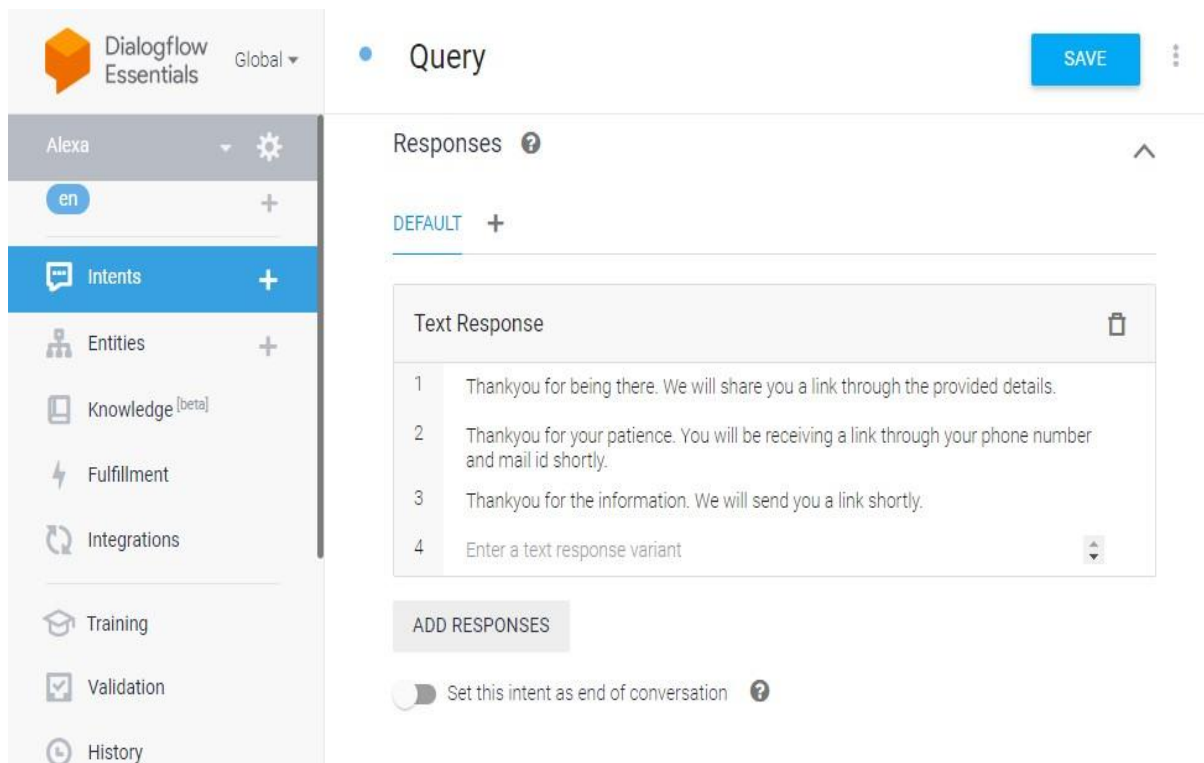 Dialogflow
Essentials
Global
Query
SAVE
Alexa
en
Intents
Entities
Knowledge [beta]
Fulfillment
Integrations
Training
Validation
History
Responses
DEFAULT
Text Response
1 Thankyou for being there. We will share you a link through the provided details.
2 Thankyou for your patience. You will be receiving a link through your phone number
and mail id shortly.
3 Thankyou for the information. We will send you a link shortly.
4 Enter a text response variant
ADD RESPONSES
Set this intent as end of conversation